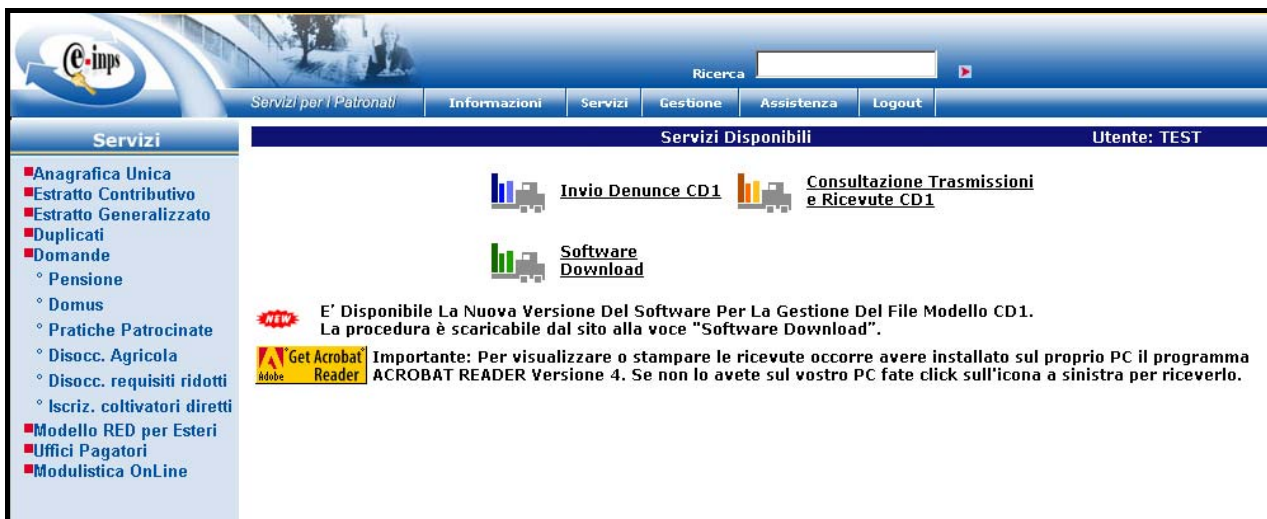 e-inps
Ricerca
Servizi per i Patronati
Informazioni
Servizi
Gestione
Assistenza
Logout
Servizi
Servizi Disponibili
Utente: TEST
Anagrafica Unica
Estratto Contributivo
Estratto Generalizzato
Duplicati
Domande
° Pensione
° Domus
° Pratiche Patrocinate
° Disocc. Agricola
° Disocc. requisiti ridotti
° Iscriz. coltivatori diretti
Modello RED per Esteri
Uffici Pagatori
Modulistica OnLine
Invio Denunce CD1
Consultazione Trasmissioni
e Ricevute CD1
Software
Download
NEW
E' Disponibile La Nuova Versione Del Software Per La Gestione Del File Modello CD1.
La procedura è scaricabile dal sito alla voce "Software Download".
Get Acrobat
Adobe Reader
Importante: Per visualizzare o stampare le ricevute occorre avere installato sul proprio PC il programma
ACROBAT READER Versione 4. Se non lo avete sul vostro PC fate click sull'icona a sinistra per riceverlo.